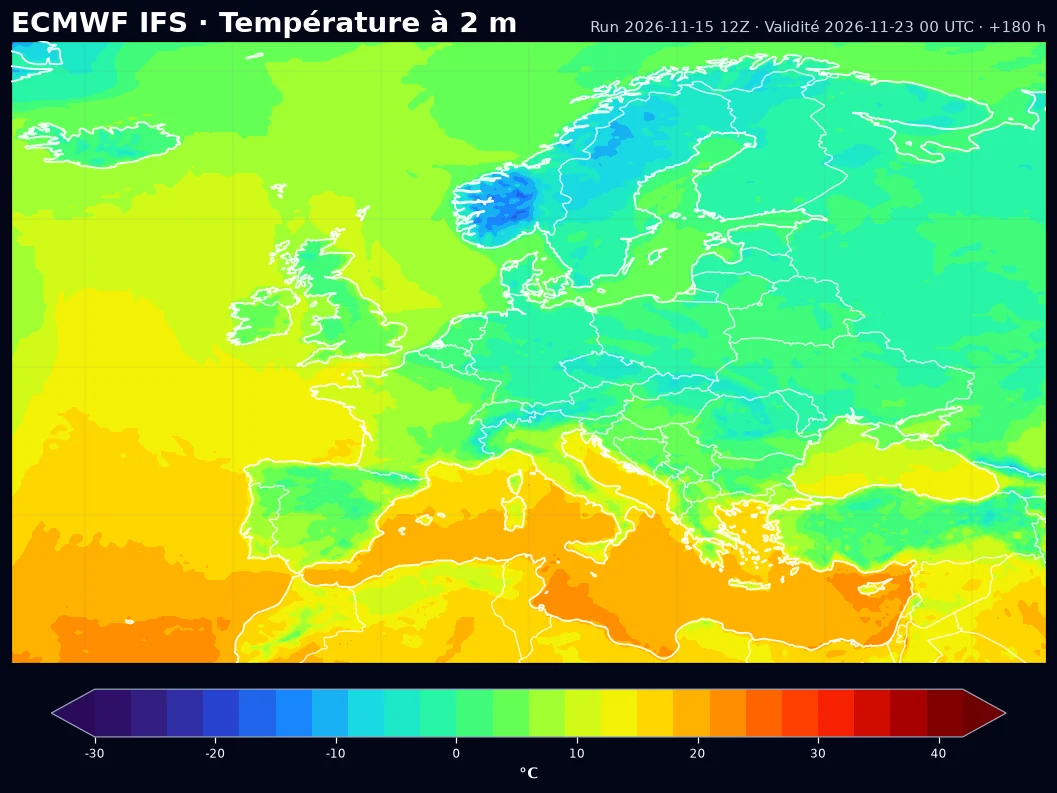 ECMWF IFS · Température à 2 m
Run 2026-11-15 12Z · Validité 2026-11-23 00 UTC · +180 h
-30 -20 -10 0 10 20 30 40
°C